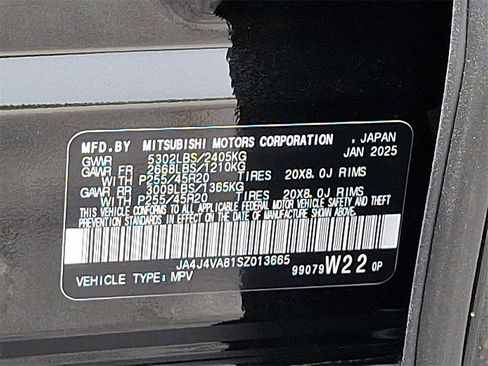 MFD.BY MITSUBISHI MOTORS CORPORATION , JAPAN
GVWR 5302LBS/2405KG JAN 2025
GAWR FR 2668LBS/1210KG
WITH P255/45R20 TIRES 20X8.0J RIMS
GAWR RR 3009LBS/1365KG
WITH P255/45R20 TIRES 20X8.0J RIMS
THIS VEHICLE CONFORMS TO ALL APPLICABLE FEDERAL MOTOR VEHICLE SAFETY AND THEFT
PREVENTION STANDARDS IN EFFECT ON THE DATE OF MANUFACTURE SHOWN ABOVE.
JA4J4VA81SZ013665
VEHICLE TYPE: MPV 99079W22 0P